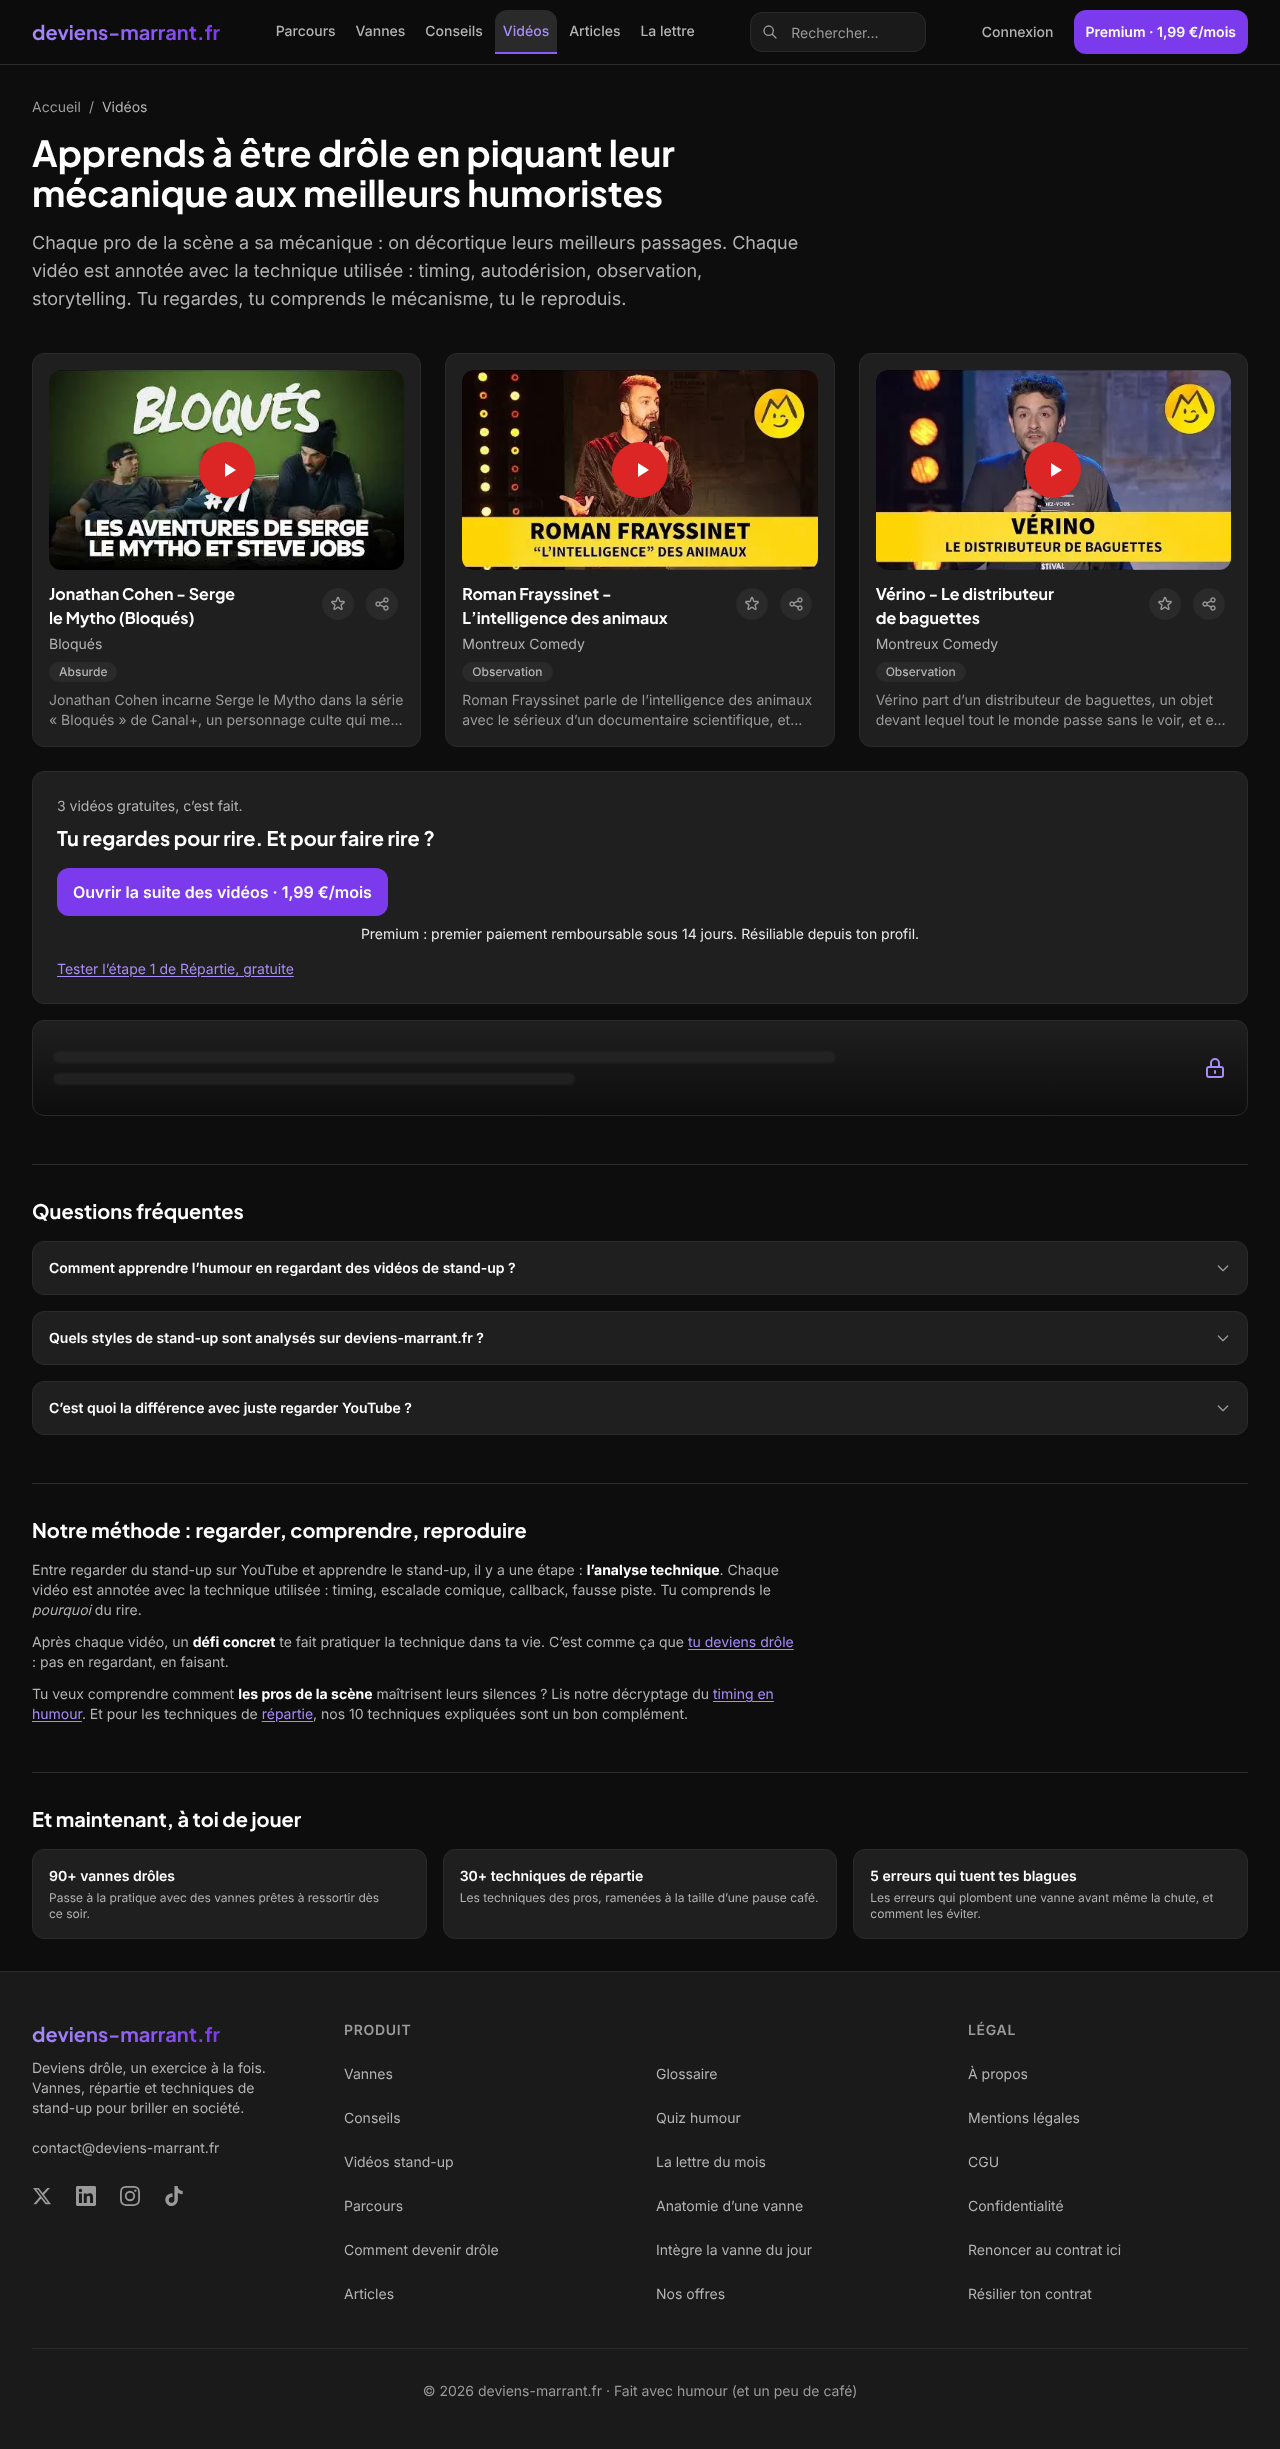 deviens-marrant.fr
Parcours
Vannes
Conseils
Vidéos
Articles
La lettre
Rechercher...
Connexion
Premium · 1,99 €/mois
Accueil / Vidéos
Apprends à être drôle en piquant leur
mécanique aux meilleurs humoristes
Chaque pro de la scène a sa mécanique : on décortique leurs meilleurs passages. Chaque
vidéo est annotée avec la technique utilisée : timing, autodérision, observation,
storytelling. Tu regardes, tu comprends le mécanisme, tu le reproduis.
BLOQUÉS
#71
LES AVENTURES DE SERGE
LE MYTHO ET STEVE JOBS
Jonathan Cohen - Serge
le Mytho (Bloqués)
Bloqués
Absurde
Jonathan Cohen incarne Serge le Mytho dans la série
« Bloqués » de Canal+, un personnage culte qui me...
ROMAN FRAYSSINET
“L’INTELLIGENCE” DES ANIMAUX
Roman Frayssinet -
L’intelligence des animaux
Montreux Comedy
Observation
Roman Frayssinet parle de l’intelligence des animaux
avec le sérieux d’un documentaire scientifique, et...
VÉRINO
LE DISTRIBUTEUR DE BAGUETTES
Vérino - Le distributeur
de baguettes
Montreux Comedy
Observation
Vérino part d’un distributeur de baguettes, un objet
devant lequel tout le monde passe sans le voir, et e...
3 vidéos gratuites, c’est fait.
Tu regardes pour rire. Et pour faire rire ?
Ouvrir la suite des vidéos · 1,99 €/mois
Premium : premier paiement remboursable sous 14 jours. Résiliable depuis ton profil.
Tester l’étape 1 de Répartie, gratuite
Questions fréquentes
Comment apprendre l’humour en regardant des vidéos de stand-up ?
Quels styles de stand-up sont analysés sur deviens-marrant.fr ?
C’est quoi la différence avec juste regarder YouTube ?
Notre méthode : regarder, comprendre, reproduire
Entre regarder du stand-up sur YouTube et apprendre le stand-up, il y a une étape : l’analyse technique. Chaque
vidéo est annotée avec la technique utilisée : timing, escalade comique, callback, fausse piste. Tu comprends le
pourquoi du rire.
Après chaque vidéo, un défi concret te fait pratiquer la technique dans ta vie. C’est comme ça que tu deviens drôle
: pas en regardant, en faisant.
Tu veux comprendre comment les pros de la scène maîtrisent leurs silences ? Lis notre décryptage du timing en
humour. Et pour les techniques de répartie, nos 10 techniques expliquées sont un bon complément.
Et maintenant, à toi de jouer
90+ vannes drôles
Passe à la pratique avec des vannes prêtes à ressortir dès
ce soir.
30+ techniques de répartie
Les techniques des pros, ramenées à la taille d’une pause café.
5 erreurs qui tuent tes blagues
Les erreurs qui plombent une vanne avant même la chute, et
comment les éviter.
deviens-marrant.fr
Deviens drôle, un exercice à la fois.
Vannes, répartie et techniques de
stand-up pour briller en société.
contact@deviens-marrant.fr
PRODUIT
Vannes
Conseils
Vidéos stand-up
Parcours
Comment devenir drôle
Articles
Glossaire
Quiz humour
La lettre du mois
Anatomie d’une vanne
Intègre la vanne du jour
Nos offres
LÉGAL
À propos
Mentions légales
CGU
Confidentialité
Renoncer au contrat ici
Résilier ton contrat
© 2026 deviens-marrant.fr · Fait avec humour (et un peu de café)